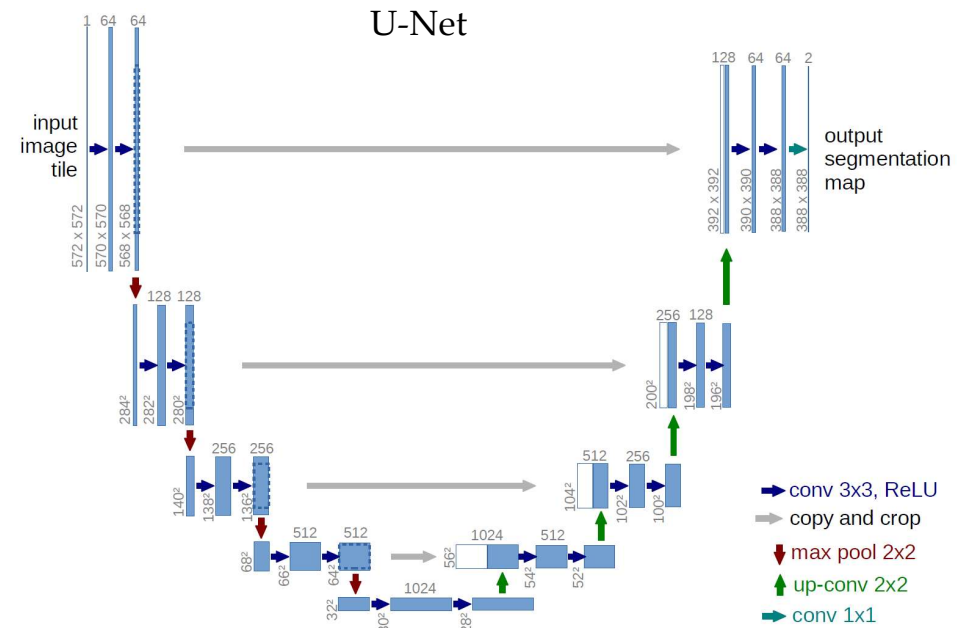 U-Net
1 64 64
input
image
tile
572 x 572
570 x 570
568 x 568
128 64 64 2
output
segmentation
map
392 x 392
390 x 390
388 x 388
388 x 388
128 128
284²
282²
280²
256 128
200²
198²
196²
256 256
140²
138²
136²
512 256
104²
102²
100²
512 512
68²
66²
64²
1024 512
56²
54²
52²
1024
32²
conv 3x3, ReLU
copy and crop
max pool 2x2
up-conv 2x2
conv 1x1